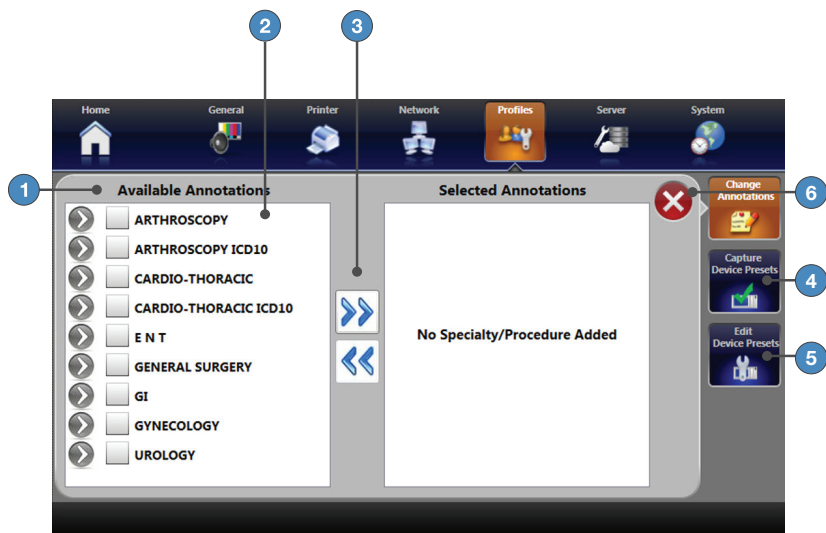 2
3
Home
General
Printer
Network
Profiles
Server
System
1
Available Annotations
Selected Annotations
Change
Annotations
6
ARTHROSCOPY
ARTHROSCOPY ICD10
CARDIO-THORACIC
CARDIO-THORACIC ICD10
E N T
GENERAL SURGERY
GI
GYNECOLOGY
UROLOGY
No Specialty/Procedure Added
Capture
Device Presets
4
Edit
Device Presets
5